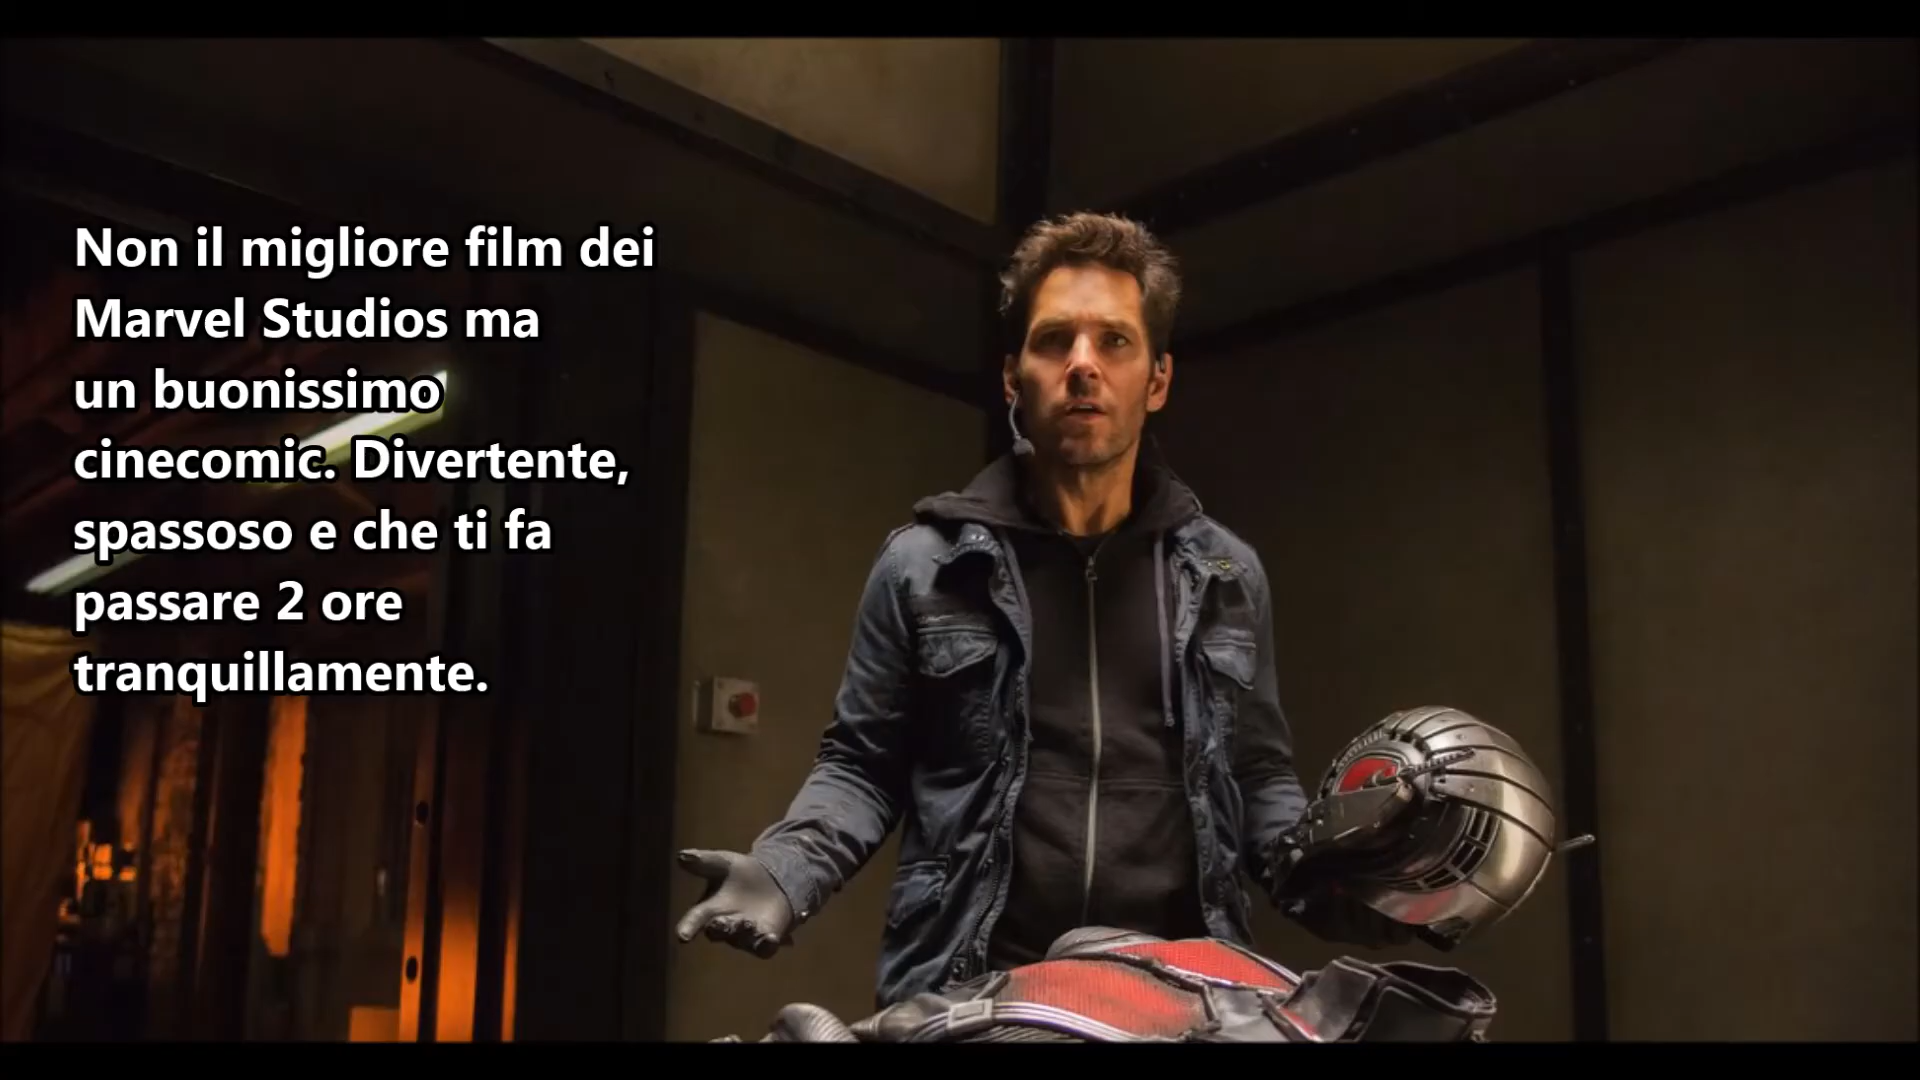 Non il migliore film dei
Marvel Studios ma
un buonissimo
cinecomic. Divertente,
spassoso e che ti fa
passare 2 ore
tranquillamente.